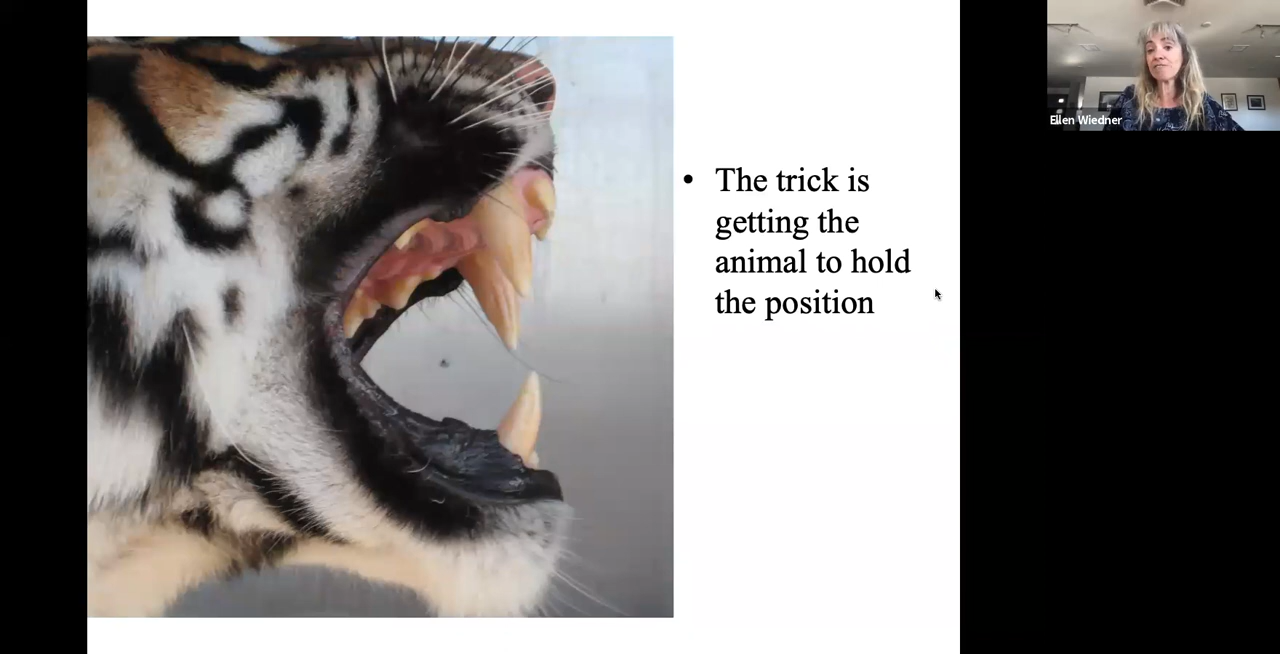 Ellen Wiedner
• The trick is
getting the
animal to hold
the position